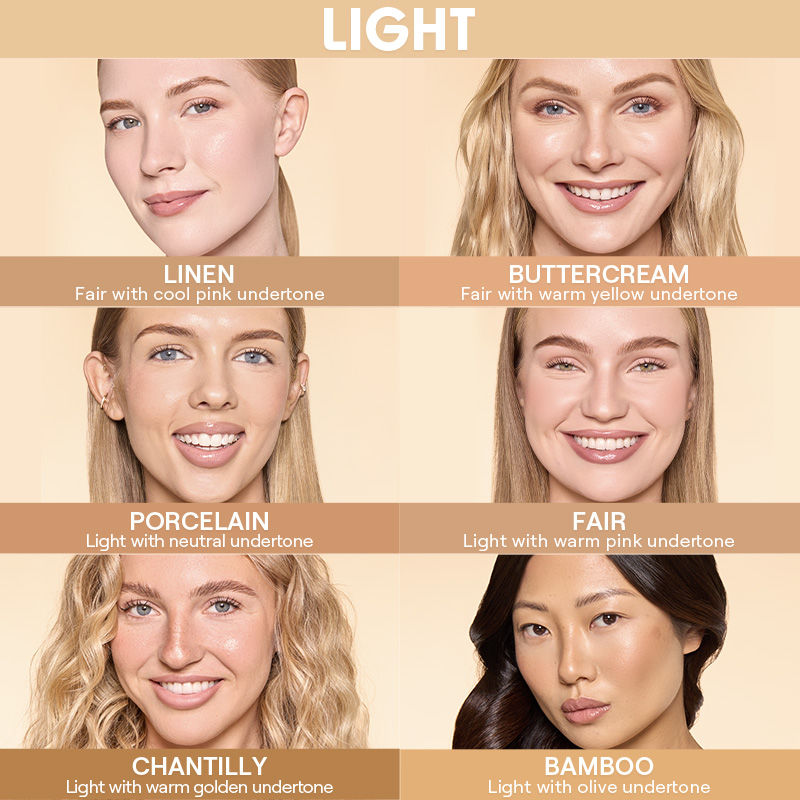 LIGHT
LINEN
Fair with cool pink undertone
BUTTERCREAM
Fair with warm yellow undertone
PORCELAIN
Light with neutral undertone
FAIR
Light with warm pink undertone
CHANTILLY
Light with warm golden undertone
BAMBOO
Light with olive undertone